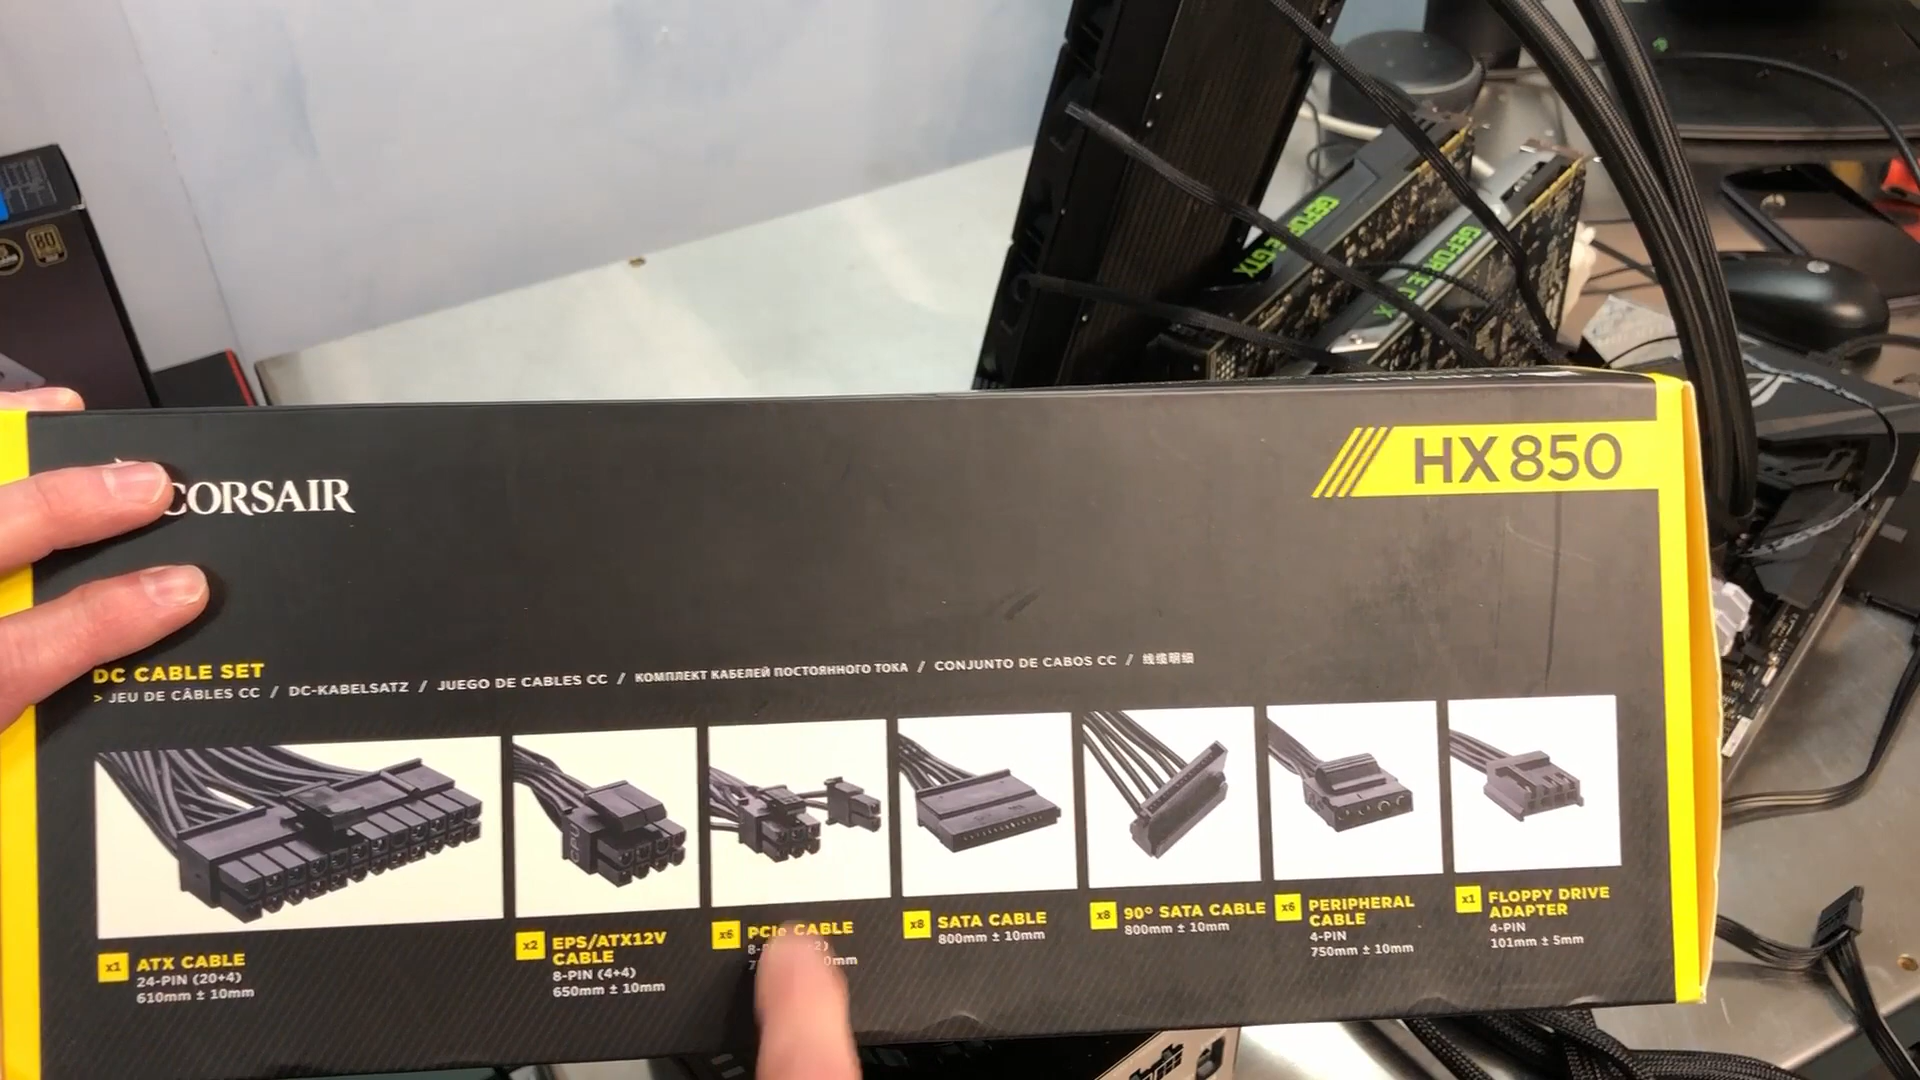 80
GEFORCE GTX
GEFORCE GTX
CORSAIR
HX850
DC CABLE SET
> JEU DE CÂBLES CC / DC-KABELSATZ / JUEGO DE CABLES CC / КОМПЛЕКТ КАБЕЛЕЙ ПОСТОЯННОГО ТОКА / CONJUNTO DE CABOS CC / 线缆明细
CPU
x1 ATX CABLE
24-PIN (20+4)
610mm ± 10mm
x2 EPS/ATX12V
CABLE
8-PIN (4+4)
650mm ± 10mm
x6 PCIe CABLE
x8 SATA CABLE
800mm ± 10mm
x8 90° SATA CABLE
800mm ± 10mm
x6 PERIPHERAL
CABLE
4-PIN
750mm ± 10mm
x1 FLOPPY DRIVE
ADAPTER
4-PIN
101mm ± 5mm